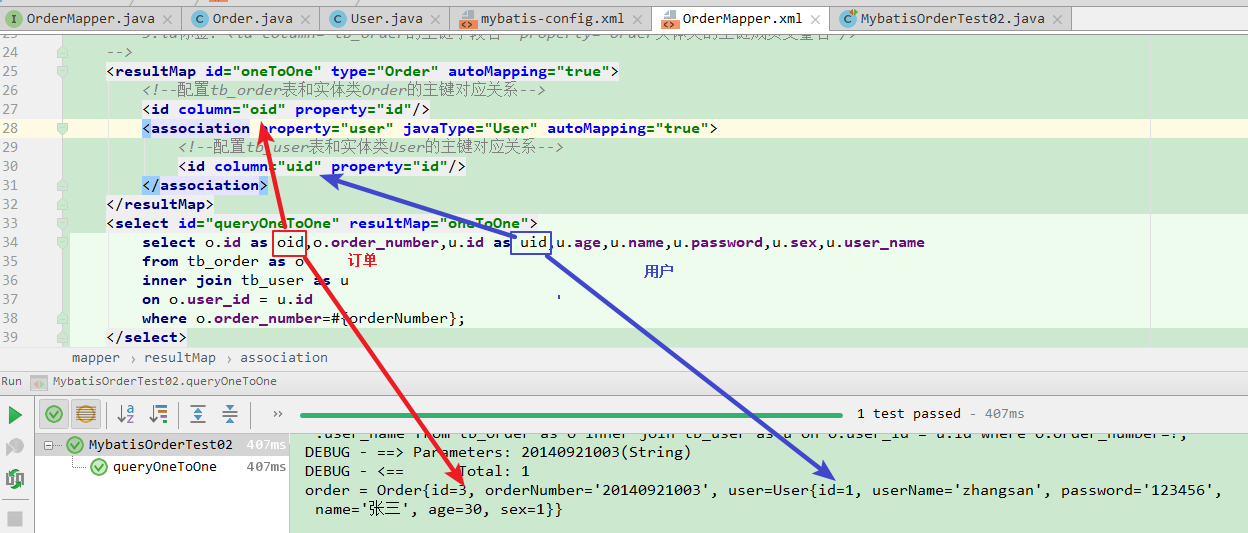 OrderMapper.java × Order.java × User.java × mybatis-config.xml × OrderMapper.xml × MybatisOrderTest02.java ×
24 -->
25 <resultMap id="oneToOne" type="Order" autoMapping="true">
26 <!--配置tb_order表和实体类Order的主键对应关系-->
27 <id column="oid" property="id"/>
28 <association property="user" javaType="User" autoMapping="true">
29 <!--配置tb_user表和实体类User的主键对应关系-->
30 <id column="uid" property="id"/>
31 </association>
32 </resultMap>
33 <select id="queryOneToOne" resultMap="oneToOne">
34 select o.id as oid,o.order_number,u.id as uid,u.age,u.name,u.password,u.sex,u.user_name
35 from tb_order as o 订单 用户
36 inner join tb_user as u
37 on o.user_id = u.id
38 where o.order_number=#{orderNumber};
39 </select>
mapper › resultMap › association
Run MybatisOrderTest02.queryOneToOne
» 1 test passed - 407ms
MybatisOrderTest02 407ms
queryOneToOne 407ms
.user_name from tb_order as o inner join tb_user as u on o.user_id = u.id where o.order_number=?;
DEBUG - ==> Parameters: 20140921003(String)
DEBUG - <== Total: 1
order = Order{id=3, orderNumber='20140921003', user=User{id=1, userName='zhangsan', password='123456',
name='张三', age=30, sex=1}}